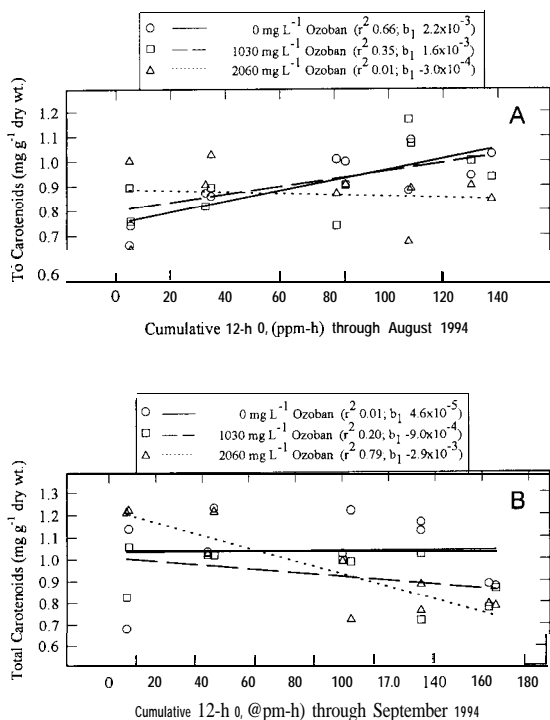 0 mg L-1 Ozoban (r2 0.66; b1 2.2x10-3)
1030 mg L-1 Ozoban (r2 0.35; b1 1.6x10-3)
2060 mg L-1 Ozoban (r2 0.01; b1 -3.0x10-4)
A
Tó Carotenoids (mg g-1 dry wt.)
1.2
1.1
1.0
0.9
0.8
0.7
0.6
0 20 40 60 80 100 120 140
Cumulative 12-h 0, (ppm-h) through August 1994
0 mg L-1 Ozoban (r2 0.01; b1 4.6x10-5)
1030 mg L-1 Ozoban (r2 0.20; b1 -9.0x10-4)
2060 mg L-1 Ozoban (r2 0.79; b1 -2.9x10-3)
B
Total Carotenoids (mg g-1 dry wt.)
1.3
1.2
1.1
1.0
0.9
0.8
0.7
0.6
0 20 40 60 80 100 17.0 140 160 180
Cumulative 12-h 0, @pm-h) through September 1994